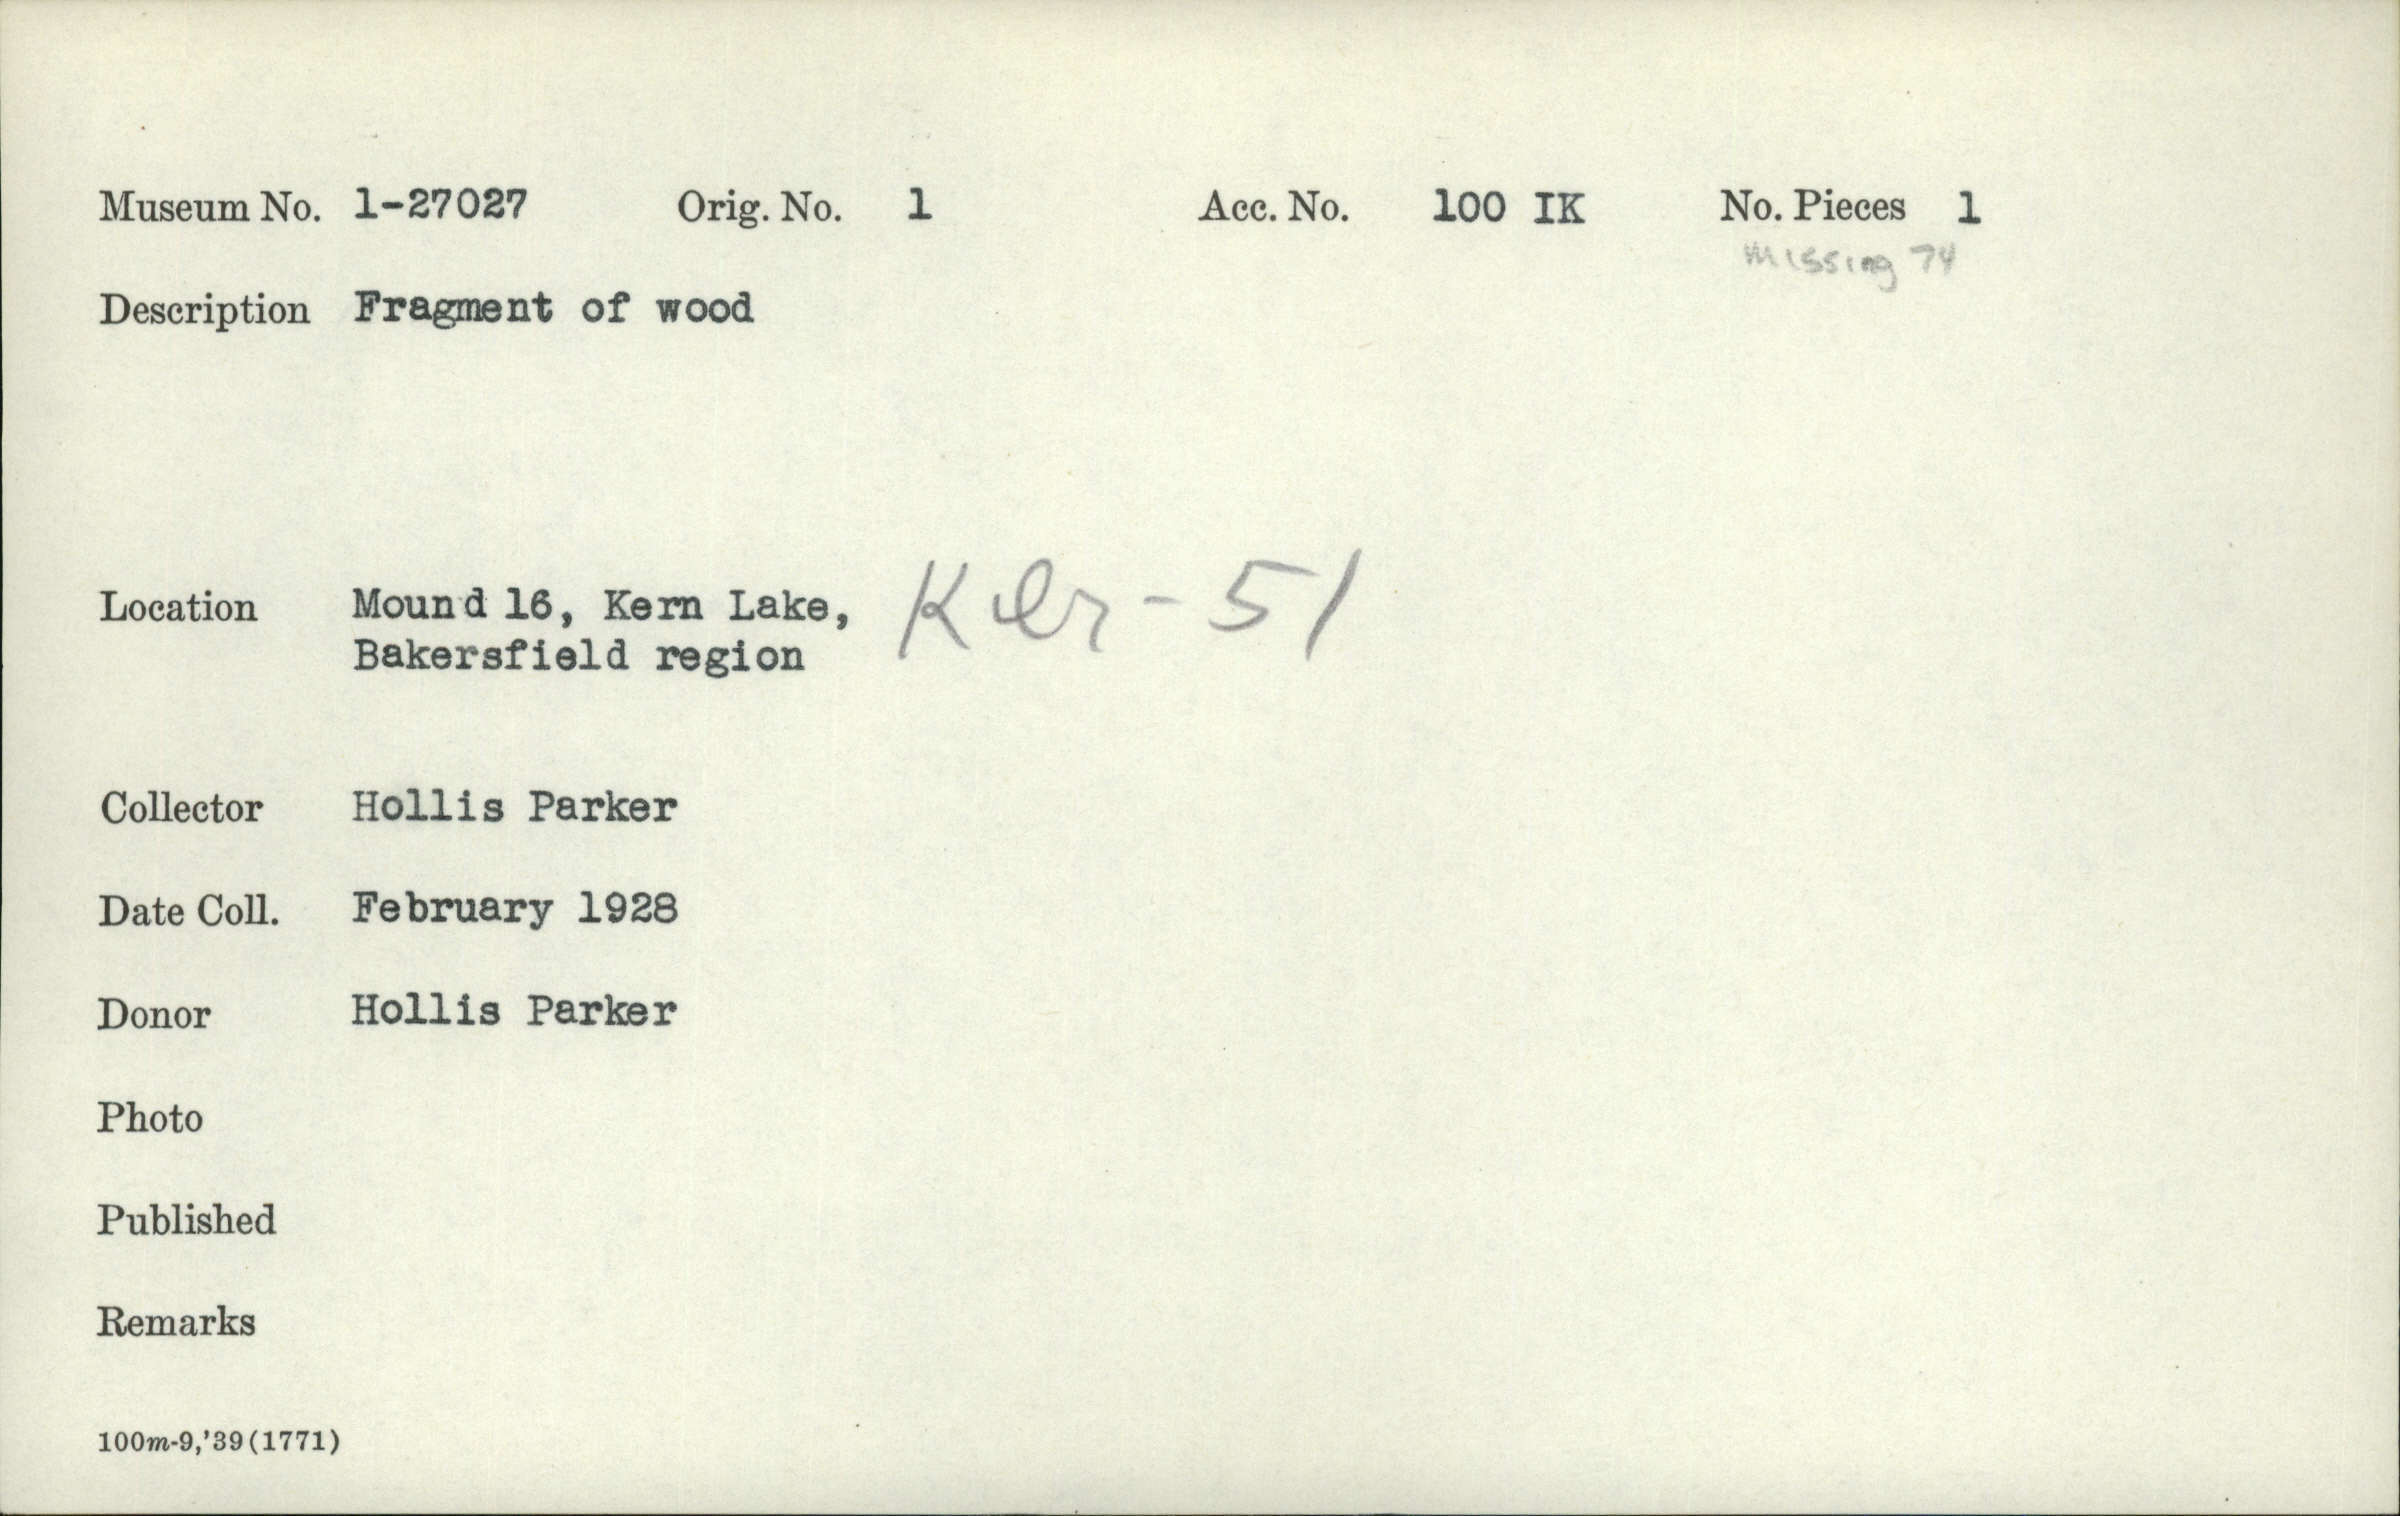 Museum No. 1-27027 Orig. No. 1 Acc. No. 100 IK No. Pieces 1
missing 74
Description Fragment of wood
Location Mound 16, Kern Lake, Ker-51
Bakersfield region
Collector Hollis Parker
Date Coll. February 1928
Donor Hollis Parker
Photo
Published
Remarks
100m-9,'39(1771)